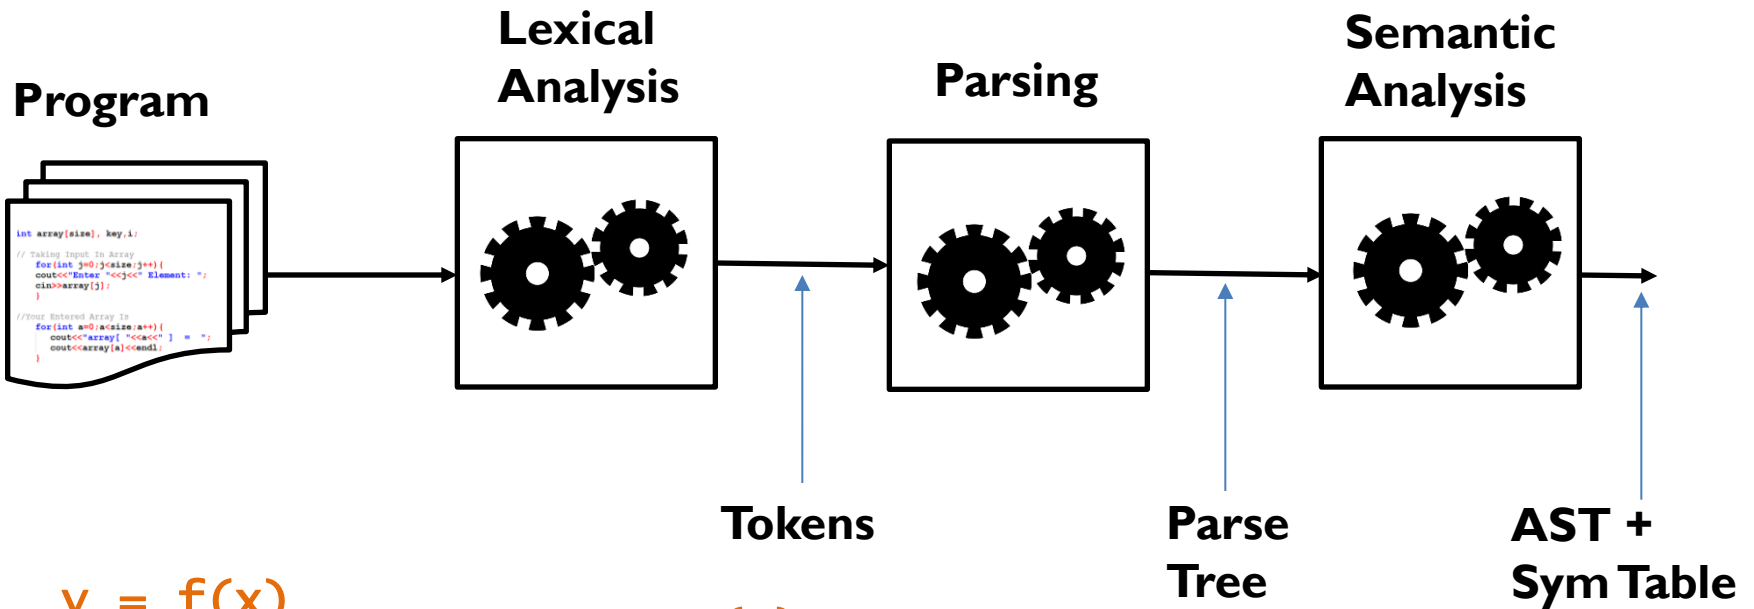 Program
Lexical
Analysis
Parsing
Semantic
Analysis
int array[size], key,i;
// Taking Input In Array
for(int j=0;j<size;j++){
cout<<"Enter "<<j<<" Element: ";
cin>>array[j];
}
//Your Entered Array Is
for(int a=0;a<size;a++){
cout<<"array[ "<<a<<" ] = ";
cout<<array[a]<<endl;
}
Tokens
Parse
Tree
AST +
Sym Table
y = f(x)